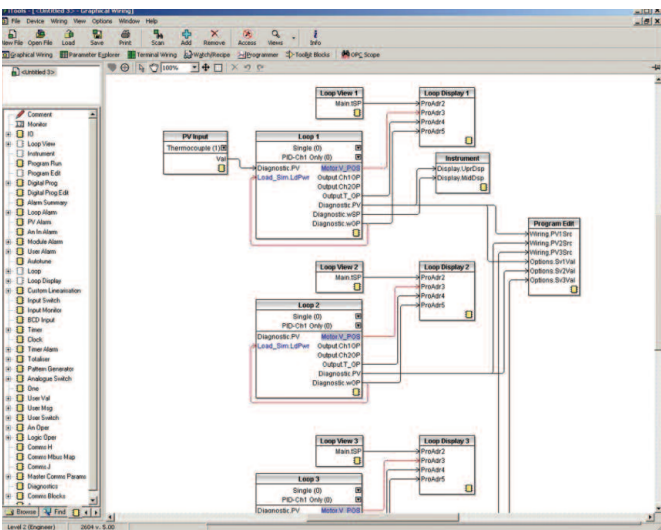 iTools - [<Untitled 3> - Graphical Wiring]
File Device Wiring View Options Window Help
New File Open File Load Save Print Scan Add Remove Access Views Info
Graphical Wiring Parameter Explorer Terminal Wiring Watch/Recipe Programmer Toolkit Blocks OPC Scope
<Untitled 3>
100%
Comment
Monitor
IO
Loop View
Instrument
Program Run
Program Edit
Digital Prog
Digital Prog Edit
Alarm Summary
Loop Alarm
PV Alarm
An In Alarm
Module Alarm
User Alarm
Autotune
Loop
Loop Display
Custom Linearisation
Input Switch
Input Monitor
BCD Input
Timer
Clock
Timer Alarm
Totaliser
Pattern Generator
Analogue Switch
One
User Val
User Msg
User Switch
An Oper
Logic Oper
Comms H
Comms Mbus Map
Comms J
Master Comms Params
Diagnostics
Comms Blocks
Browse Find
Level 2 (Engineer) 2604 v. 5.00
PV Input
Thermocouple (1)
Val
Loop View 1
Main.tSP
Loop Display 1
ProAdr2
ProAdr3
ProAdr4
ProAdr5
Loop 1
Single (0)
PID-Ch1 Only (0)
Diagnostic.PV Motor.V_POS
Load_Sim.LdPwr Output.Ch1OP
Output.Ch2OP
Output.T_OP
Diagnostic.PV
Diagnostic.wSP
Diagnostic.wOP
Instrument
Display.UprDsp
Display.MidDsp
Program Edit
Wiring.PV1Src
Wiring.PV2Src
Wiring.PV3Src
Options.Sv1Val
Options.Sv2Val
Options.Sv3Val
Loop View 2
Main.tSP
Loop Display 2
ProAdr2
ProAdr3
ProAdr4
ProAdr5
Loop 2
Single (0)
PID-Ch1 Only (0)
Diagnostic.PV Motor.V_POS
Load_Sim.LdPwr Output.Ch1OP
Output.Ch2OP
Output.T_OP
Diagnostic.PV
Diagnostic.wOP
Loop View 3
Main.tSP
Loop Display 3
ProAdr2
ProAdr3
ProAdr4
ProAdr5
Loop 3
Single (0)
PID-Ch1 Only (0)
Diagnostic.PV Motor.V_POS